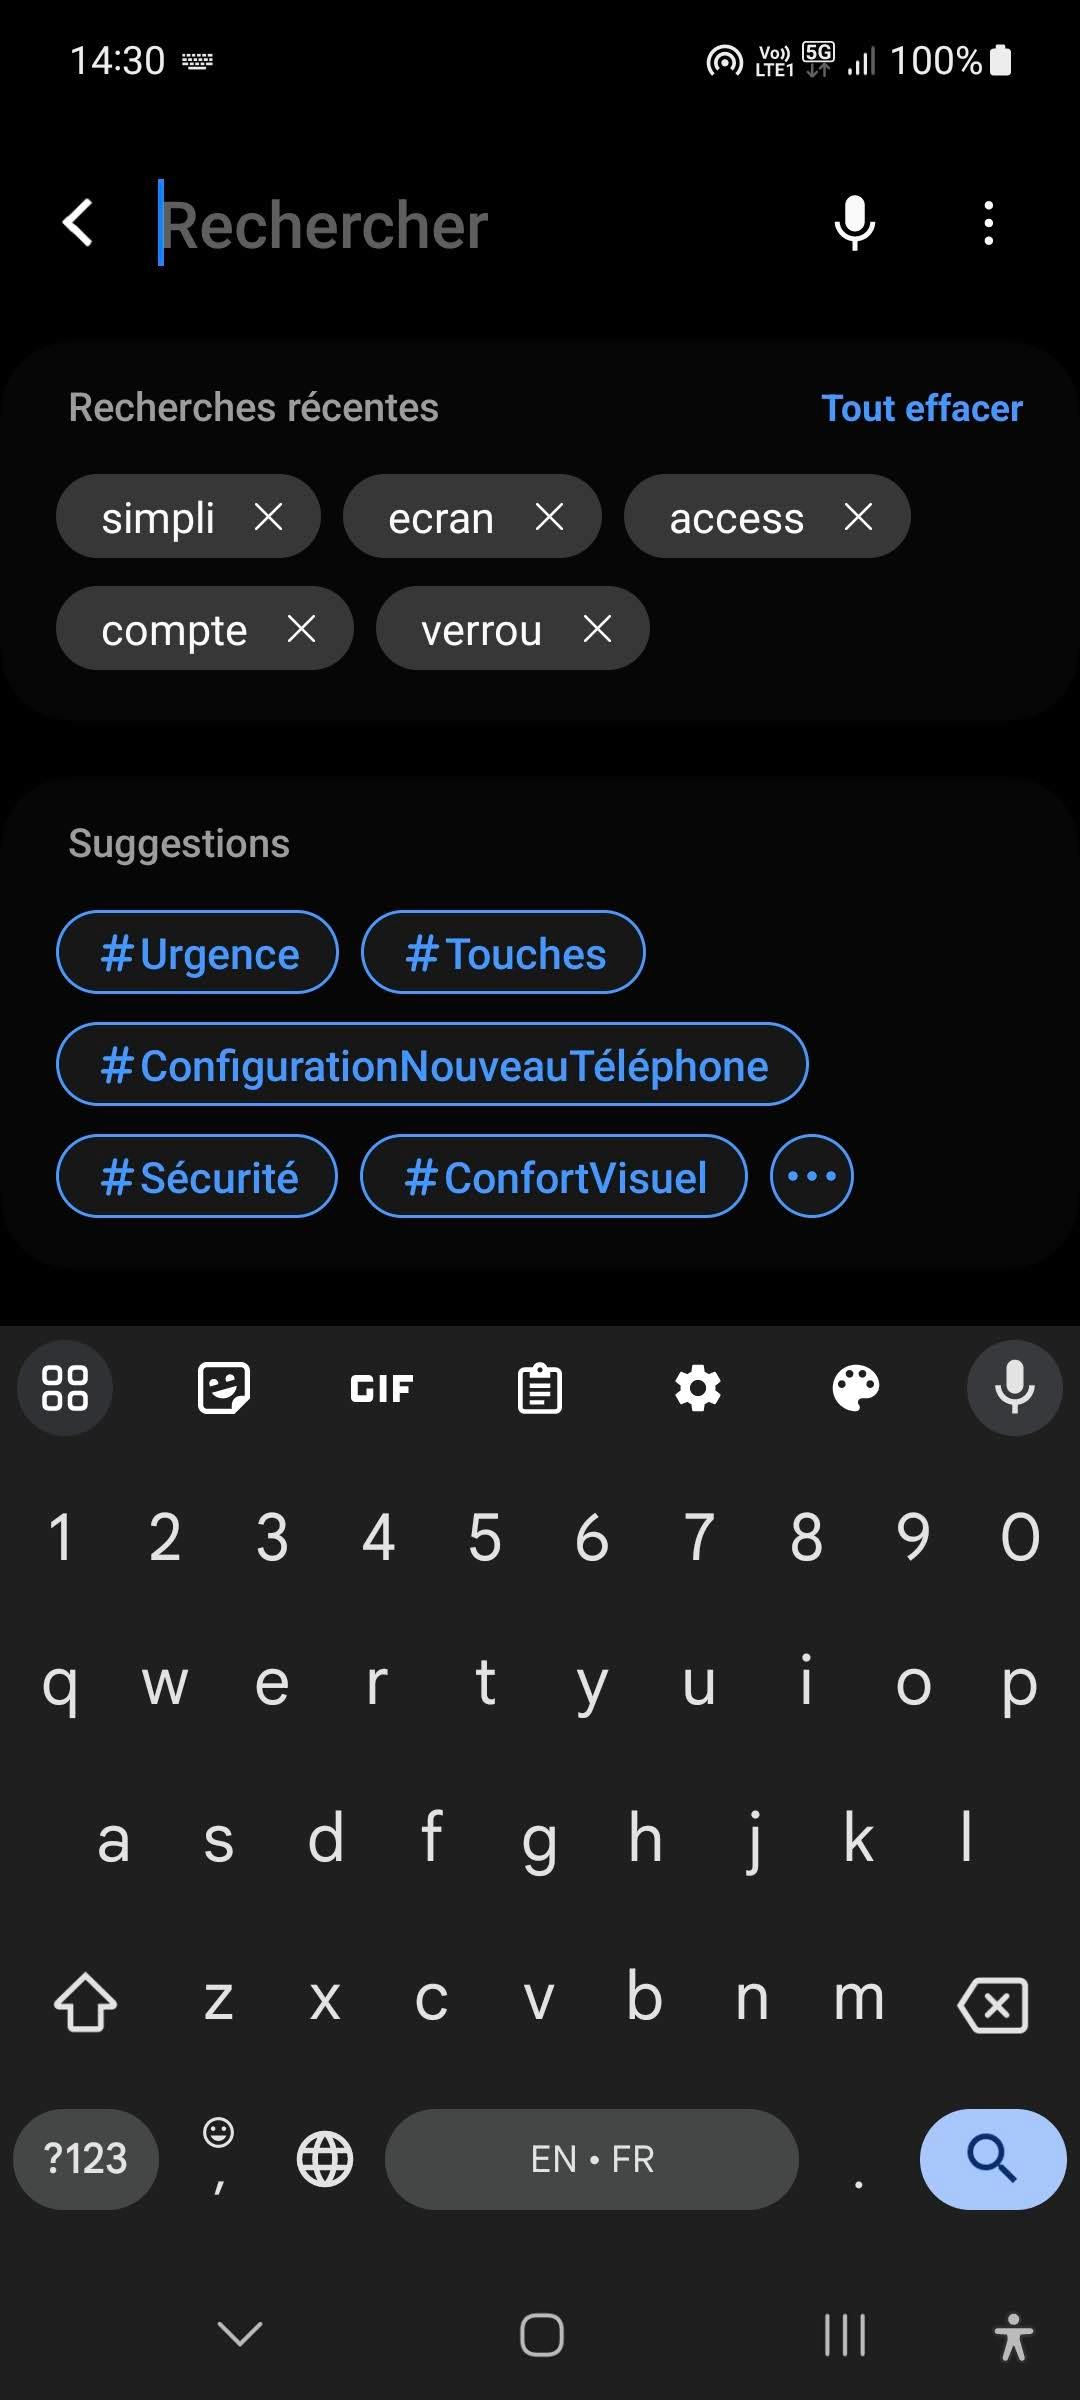 14:30 Vo)) LTE1 5G 100%
Rechercher
Recherches récentes Tout effacer
simpli ecran access
compte verrou
Suggestions
#Urgence #Touches
#ConfigurationNouveauTéléphone
#Sécurité #ConfortVisuel
GIF
1 2 3 4 5 6 7 8 9 0
q w e r t y u i o p
a s d f g h j k l
z x c v b n m
?123 , EN • FR .